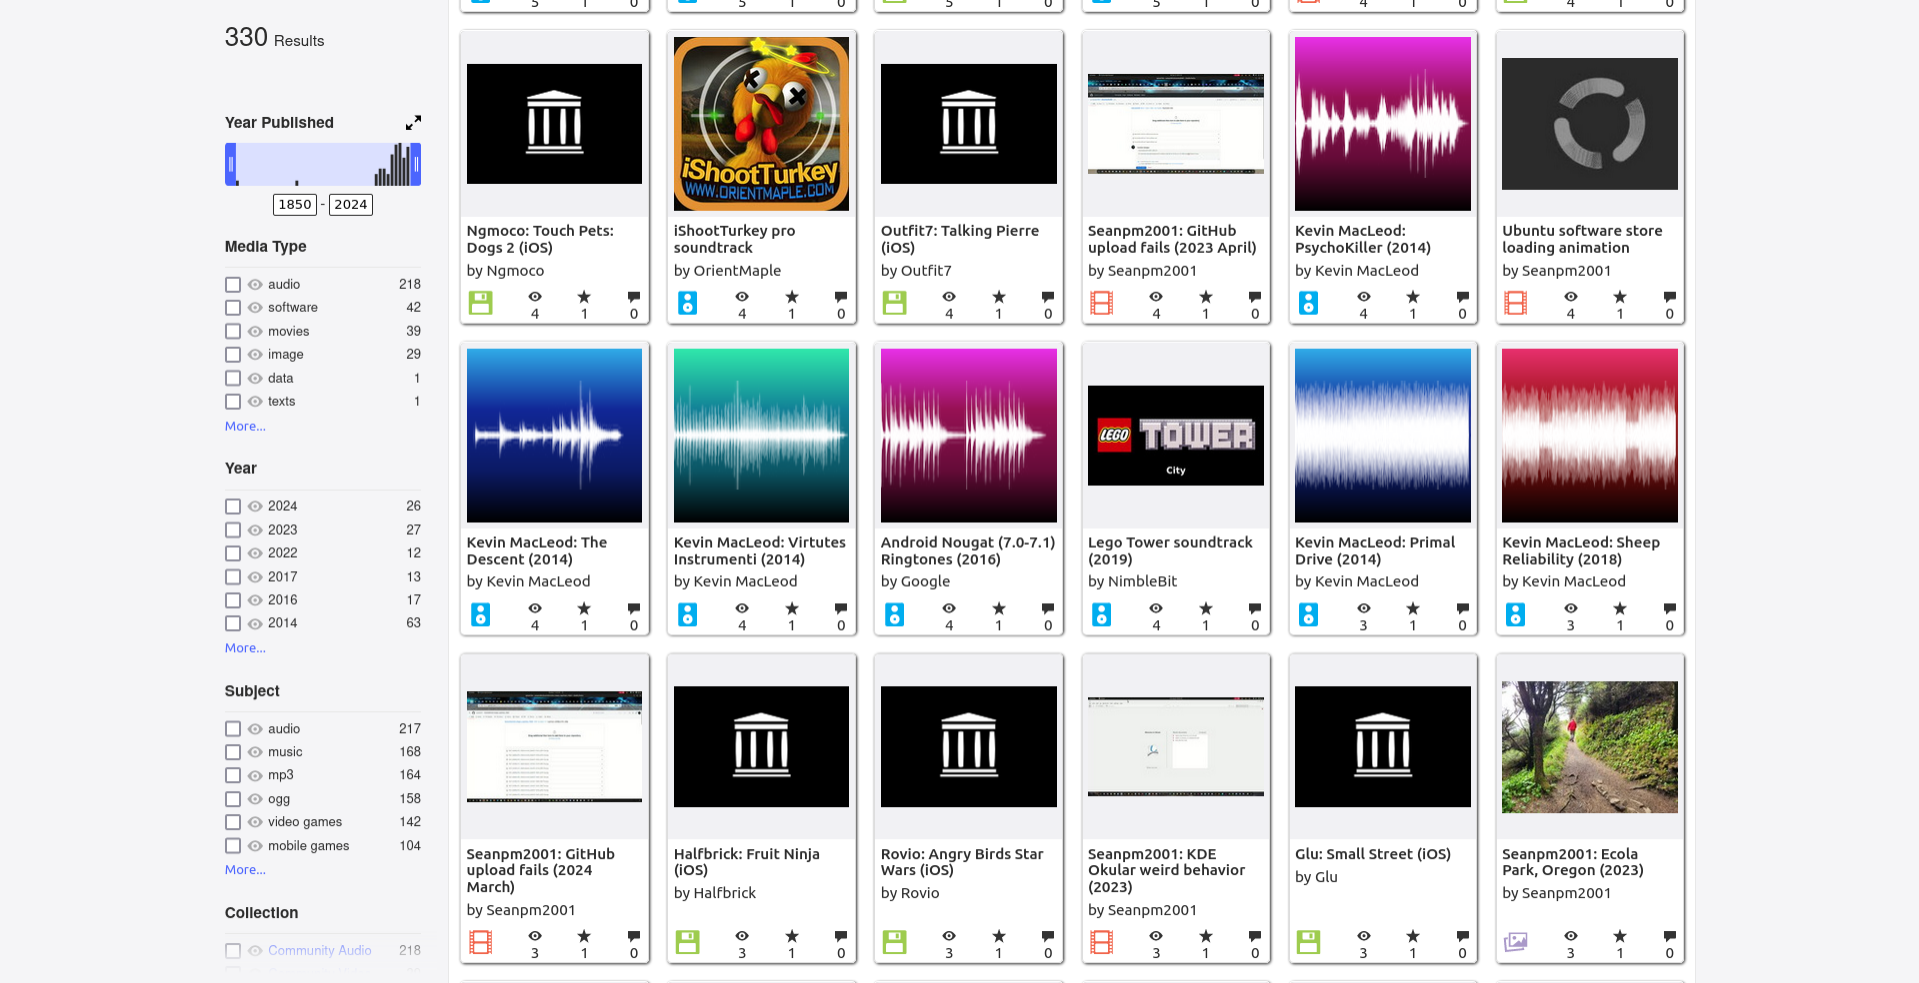 5 1 0 5 1 0 5 1 0 5 1 0 4 1 0 4 1 0
330 Results
Year Published
1850 - 2024
Media Type
audio 218
software 42
movies 39
image 29
data 1
texts 1
More...
Year
2024 26
2023 27
2022 12
2017 13
2016 17
2014 63
More...
Subject
audio 217
music 168
mp3 164
ogg 158
video games 142
mobile games 104
More...
Collection
Community Audio 218
Ngmoco: Touch Pets:
Dogs 2 (iOS)
by Ngmoco
4 1 0
iShootTurkey
WWW.ORIENTMAPLE.COM
iShootTurkey pro
soundtrack
by OrientMaple
4 1 0
Outfit7: Talking Pierre
(iOS)
by Outfit7
4 1 0
Seanpm2001: GitHub
upload fails (2023 April)
by Seanpm2001
4 1 0
Kevin MacLeod:
PsychoKiller (2014)
by Kevin MacLeod
4 1 0
Ubuntu software store
loading animation
by Seanpm2001
4 1 0
Kevin MacLeod: The
Descent (2014)
by Kevin MacLeod
4 1 0
Kevin MacLeod: Virtutes
Instrumenti (2014)
by Kevin MacLeod
4 1 0
Android Nougat (7.0-7.1)
Ringtones (2016)
by Google
4 1 0
LEGO TOWER
City
Lego Tower soundtrack
(2019)
by NimbleBit
4 1 0
Kevin MacLeod: Primal
Drive (2014)
by Kevin MacLeod
3 1 0
Kevin MacLeod: Sheep
Reliability (2018)
by Kevin MacLeod
3 1 0
Seanpm2001: GitHub
upload fails (2024
March)
by Seanpm2001
3 1 0
Halfbrick: Fruit Ninja
(iOS)
by Halfbrick
3 1 0
Rovio: Angry Birds Star
Wars (iOS)
by Rovio
3 1 0
Seanpm2001: KDE
Okular weird behavior
(2023)
by Seanpm2001
3 1 0
Glu: Small Street (iOS)
by Glu
3 1 0
Seanpm2001: Ecola
Park, Oregon (2023)
by Seanpm2001
3 1 0